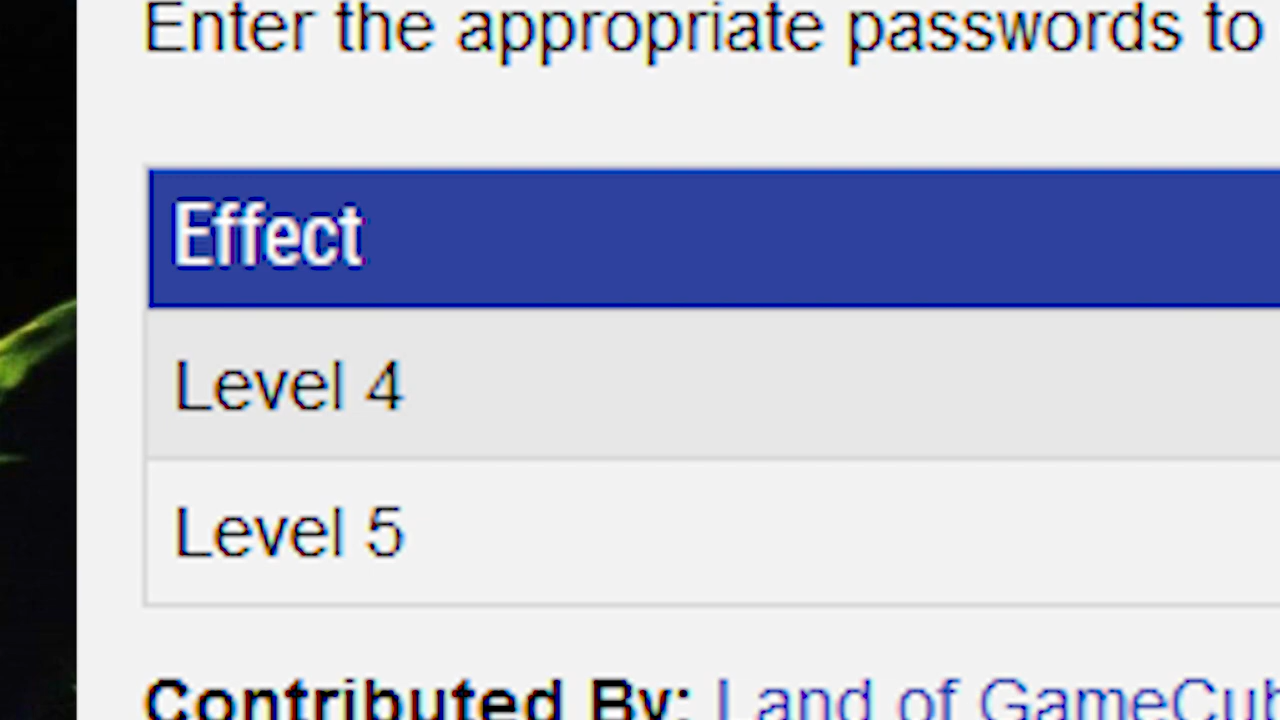 Enter the appropriate passwords to
Effect
Level 4
Level 5
Contributed By: Land of GameCub